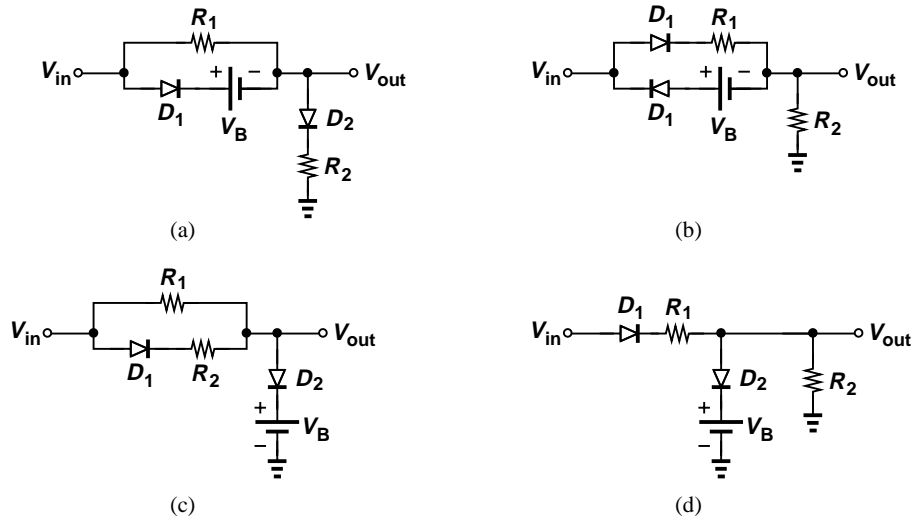 R1
Vin
+ −
Vout
D1
VB
D2
R2
(a)
D1
R1
Vin
+ −
Vout
D1
VB
R2
(b)
R1
Vin
Vout
D1
R2
D2
+
VB
−
(c)
D1
R1
Vin
Vout
D2
R2
+
VB
−
(d)